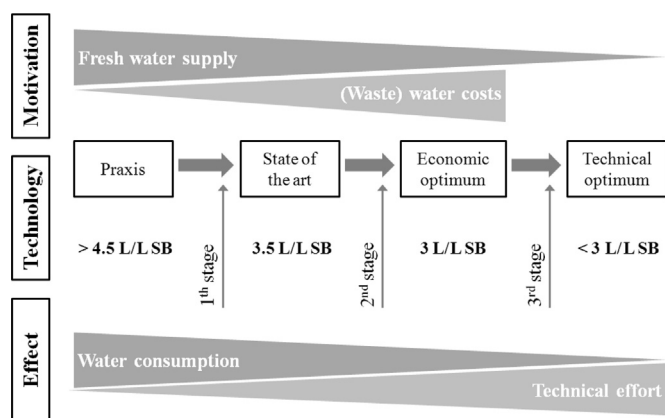 Motivation
Fresh water supply
(Waste) water costs
Technology
Praxis
State of
the art
Economic
optimum
Technical
optimum
> 4.5 L/L SB
3.5 L/L SB
3 L/L SB
< 3 L/L SB
1th stage
2nd stage
3rd stage
Effect
Water consumption
Technical effort